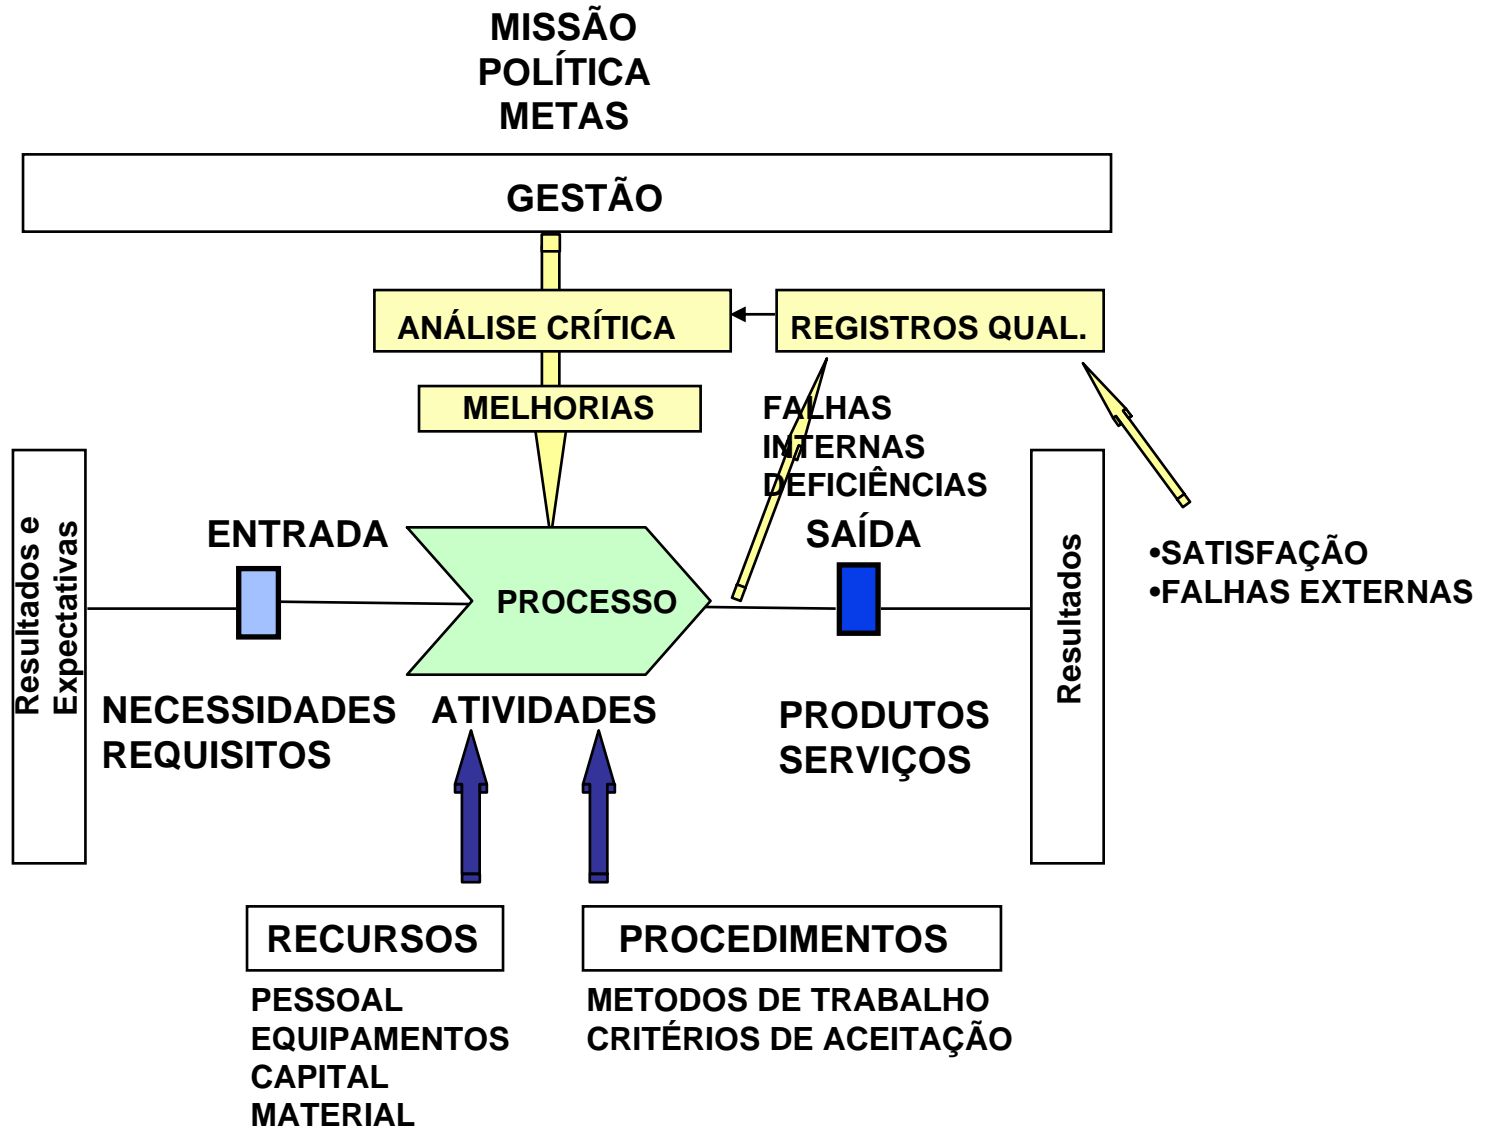 MISSÃO
POLÍTICA
METAS
GESTÃO
ANÁLISE CRÍTICA
REGISTROS QUAL.
MELHORIAS
FALHAS
INTERNAS
DEFICIÊNCIAS
Resultados e
Expectativas
ENTRADA
PROCESSO
SAÍDA
Resultados
•SATISFAÇÃO
•FALHAS EXTERNAS
NECESSIDADES
REQUISITOS
ATIVIDADES
PRODUTOS
SERVIÇOS
RECURSOS
PESSOAL
EQUIPAMENTOS
CAPITAL
MATERIAL
PROCEDIMENTOS
METODOS DE TRABALHO
CRITÉRIOS DE ACEITAÇÃO